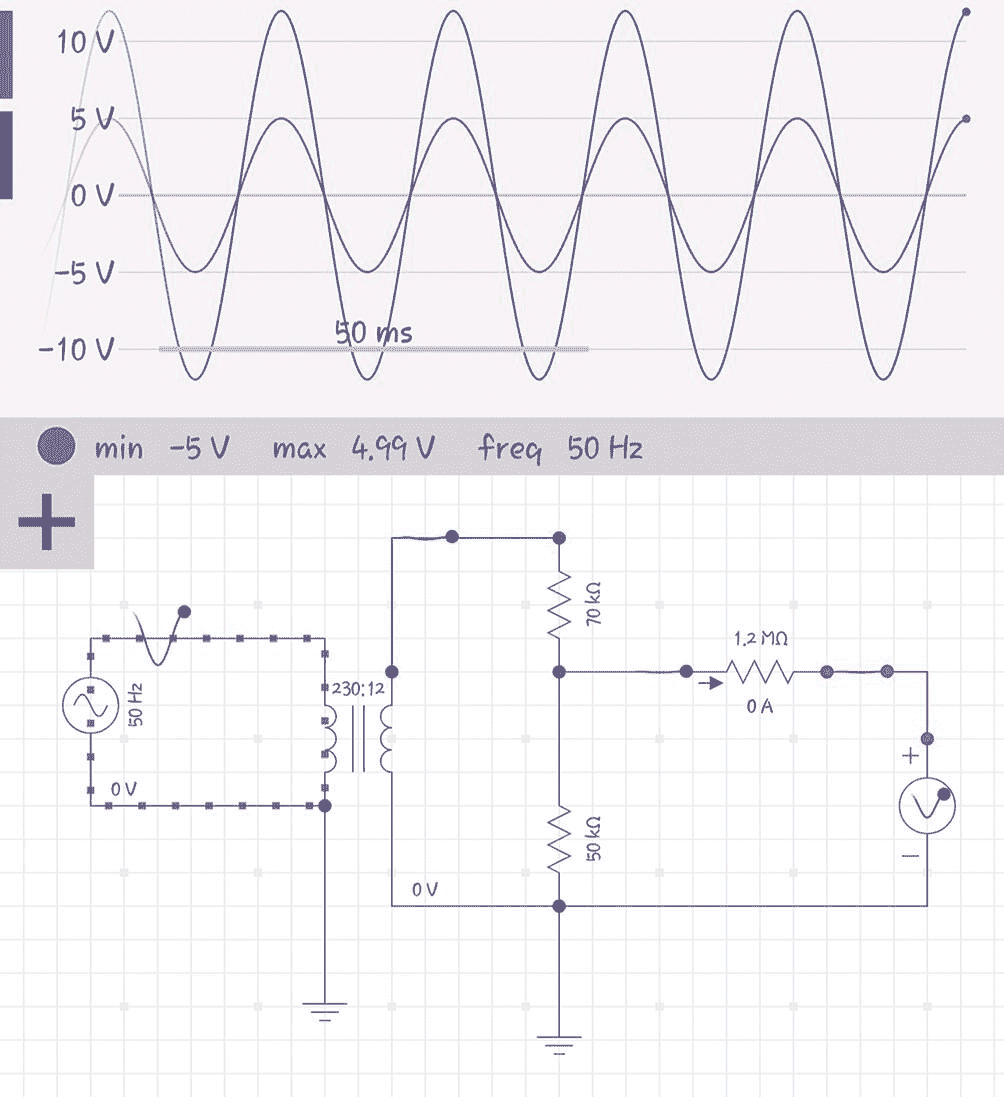 10 V
5 V
0 V
-5 V
50 ms
-10 V
min -5 V max 4.99 V freq 50 Hz
+
70 kΩ
1.2 MΩ
230:12
50 Hz
0 A
+
0 V
50 kΩ
−
0 V